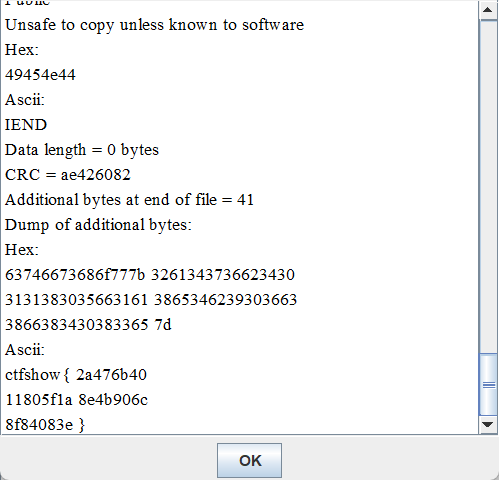 Public
Unsafe to copy unless known to software
Hex:
49454e44
Ascii:
IEND
Data length = 0 bytes
CRC = ae426082
Additional bytes at end of file = 41
Dump of additional bytes:
Hex:
63746673686f777b 3261343736623430
3131383035663161 3865346239303663
3866383430383365 7d
Ascii:
ctfshow{ 2a476b40
11805f1a 8e4b906c
8f84083e }
OK